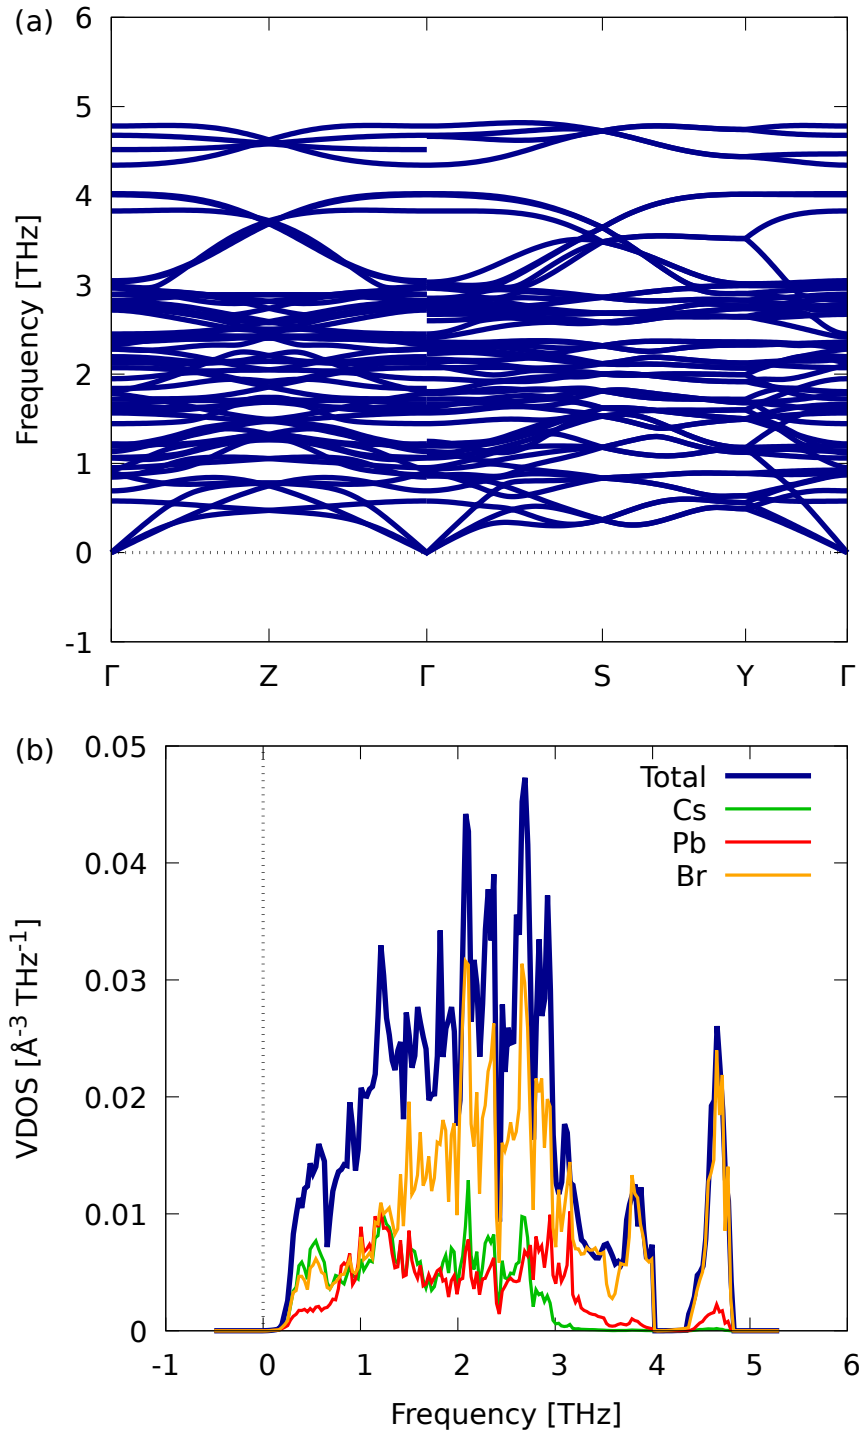 (a)
6
5
4
3
2
1
0
-1
Frequency [THz]
Γ Z Γ S Y Γ
(b)
0.05
0.04
0.03
0.02
0.01
0
VDOS [Å-3 THz-1]
Total
Cs
Pb
Br
-1 0 1 2 3 4 5 6
Frequency [THz]